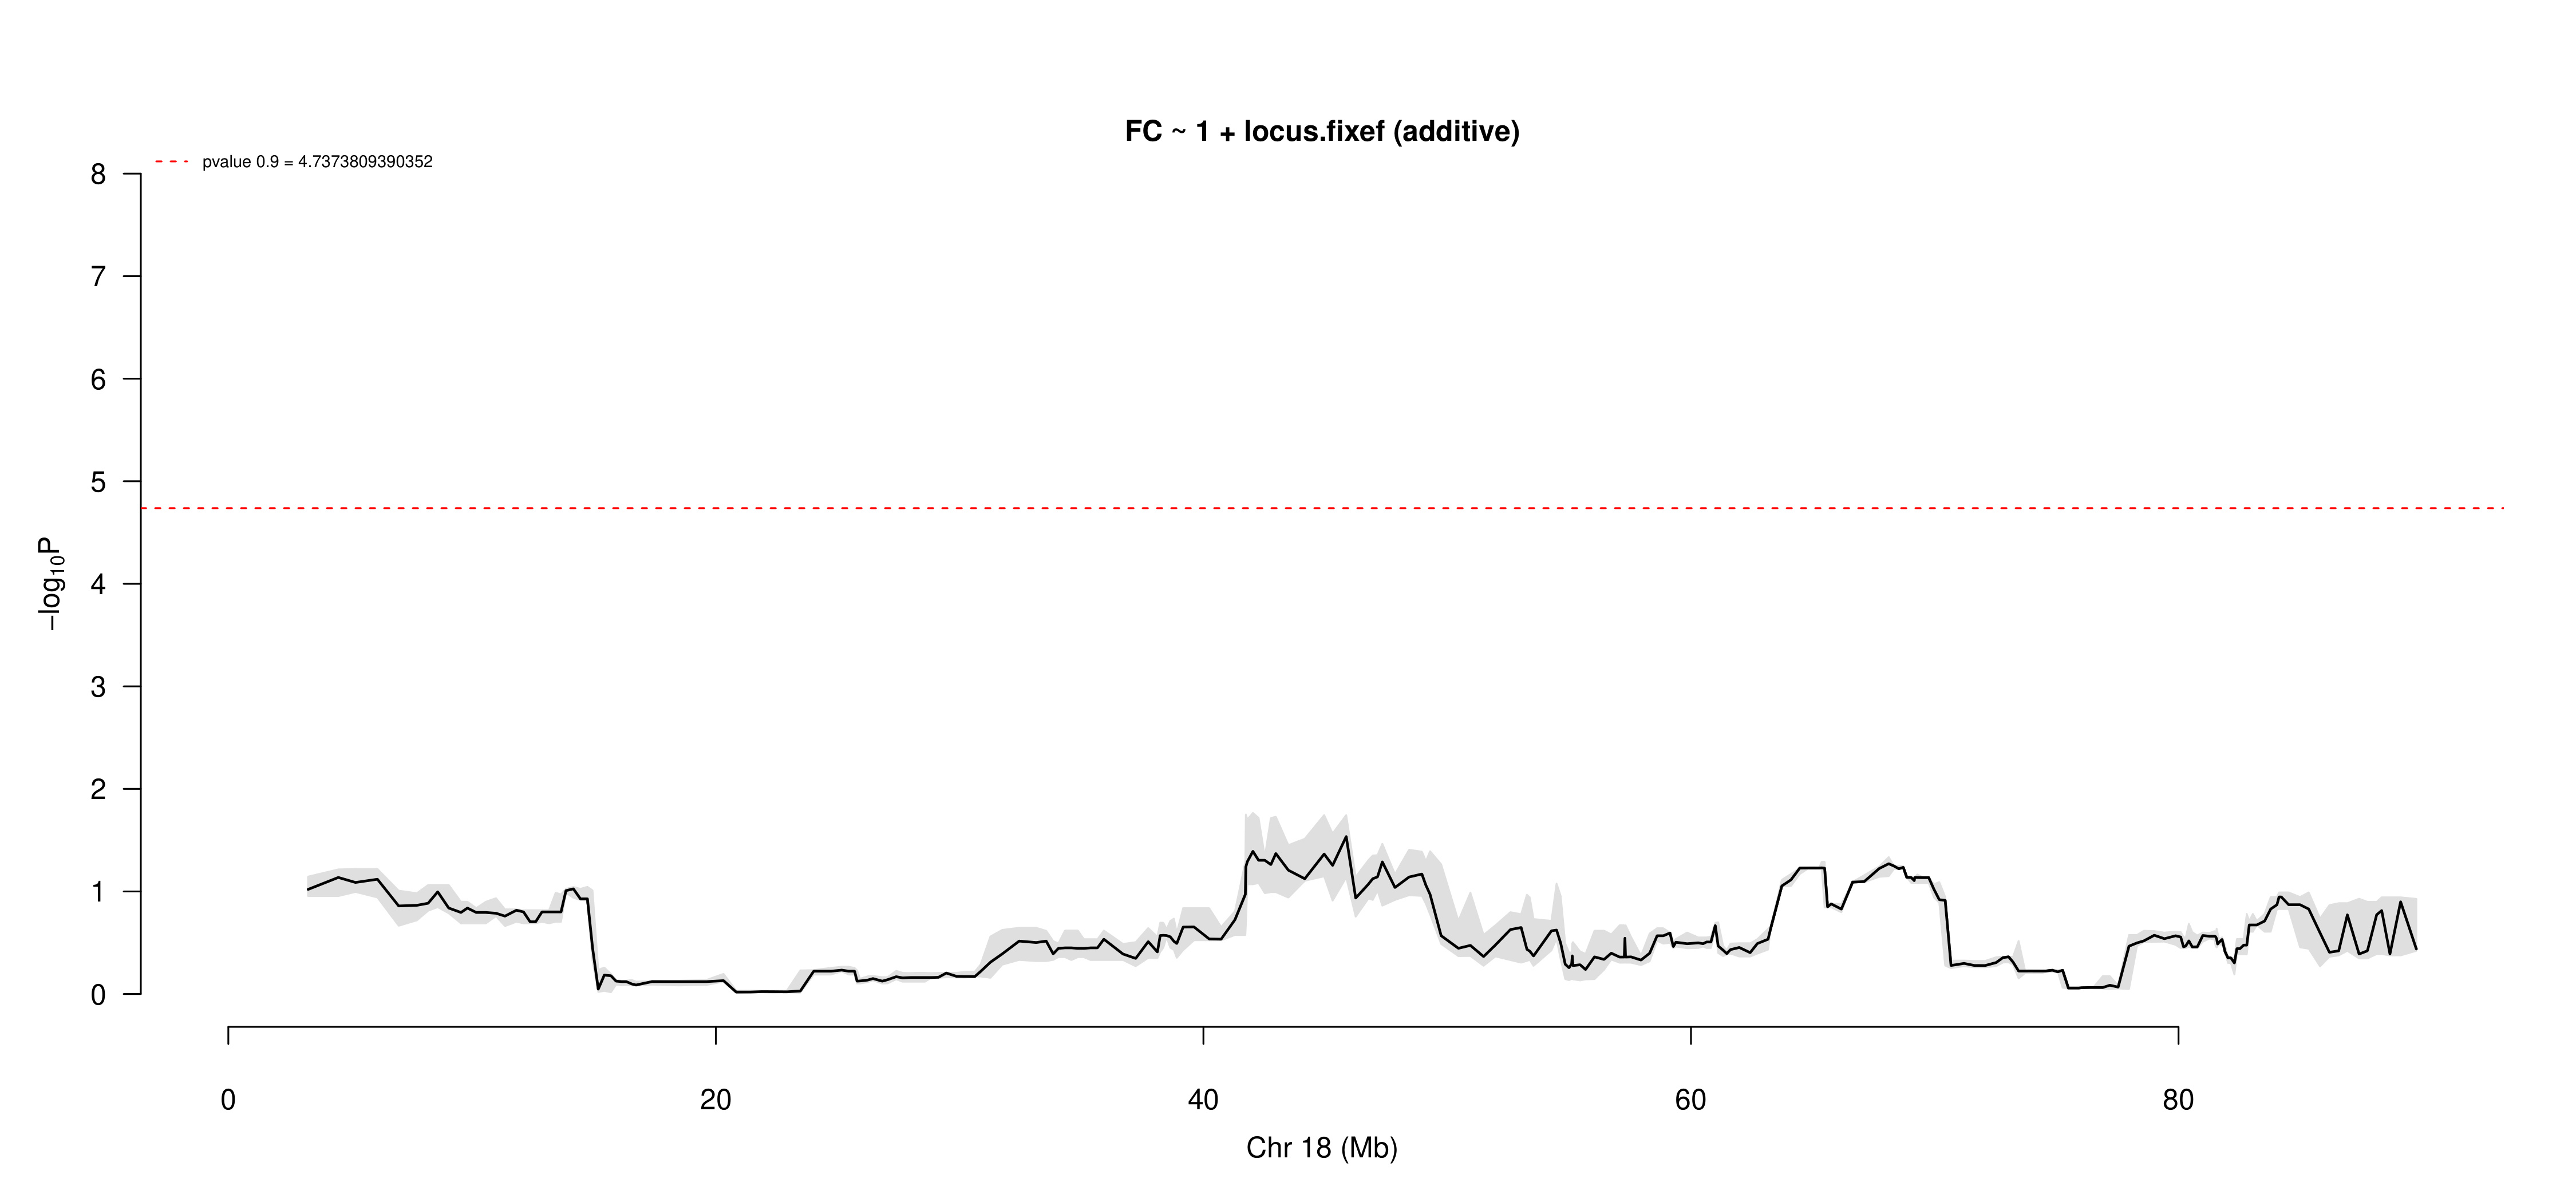 FC ~ 1 + locus.fixef (additive)
pvalue 0.9 = 4.7373809390352
8
7
6
5
4
3
2
1
0
−log10P
0 20 40 60 80
Chr 18 (Mb)